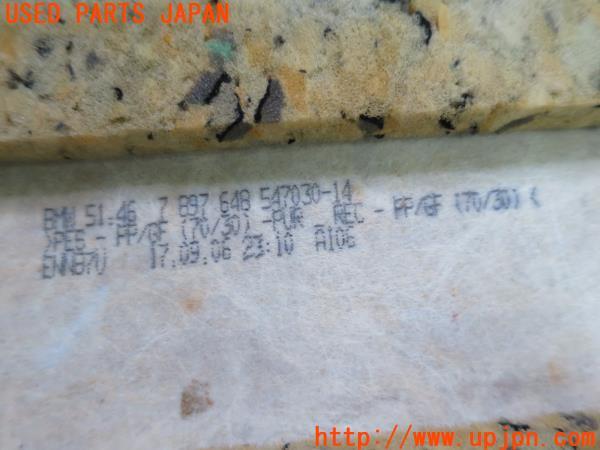 USED PARTS JAPAN
BMW 51.46 7 897 648 547030-14
>PES - PP/GF (70/30) -PUR REC - PP/GF (70/30) <
ENNB7U 17.09.06 23:10 A106
http://www.upjpn.com